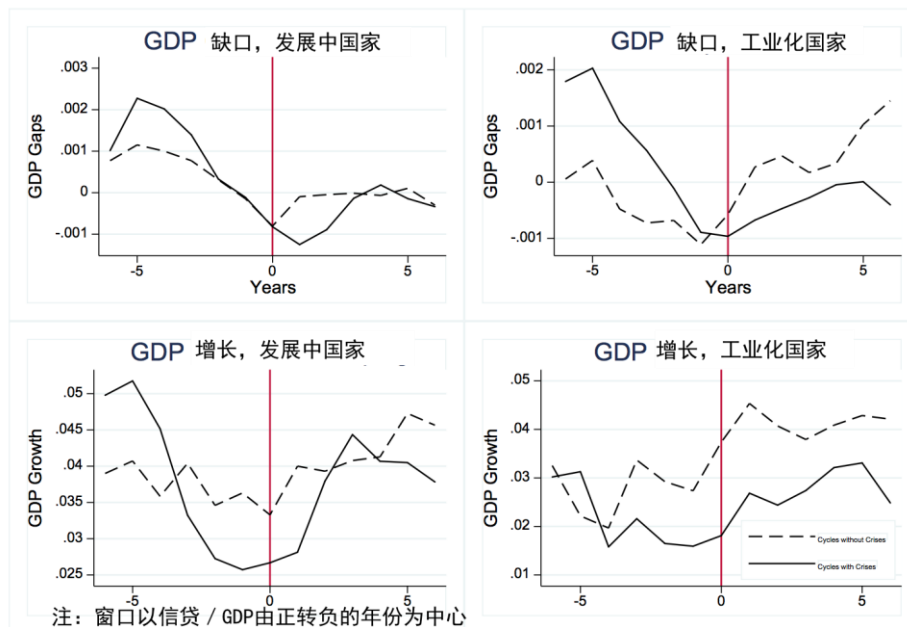 GDP 缺口，发展中国家
GDP Gaps
.003
.002
.001
0
-.001
-5
0
5
Years
GDP 缺口，工业化国家
GDP Gaps
.002
.001
0
-.001
-5
0
5
Years
GDP 增长，发展中国家
GDP Growth
.05
.045
.04
.035
.03
.025
-5
0
5
GDP 增长，工业化国家
GDP Growth
.05
.04
.03
.02
.01
-5
0
5
Cycles without Crises
Cycles with Crises
注：窗口以信贷 / GDP由正转负的年份为中心